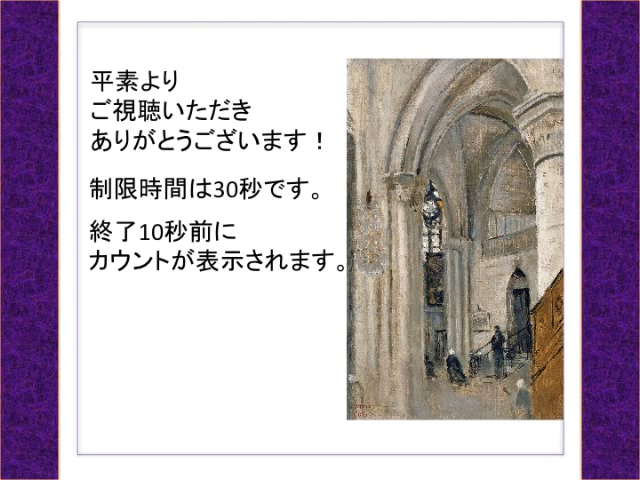 平素より
ご視聴いただき
ありがとうございます！
制限時間は30秒です。
終了10秒前に
カウントが表示されます。